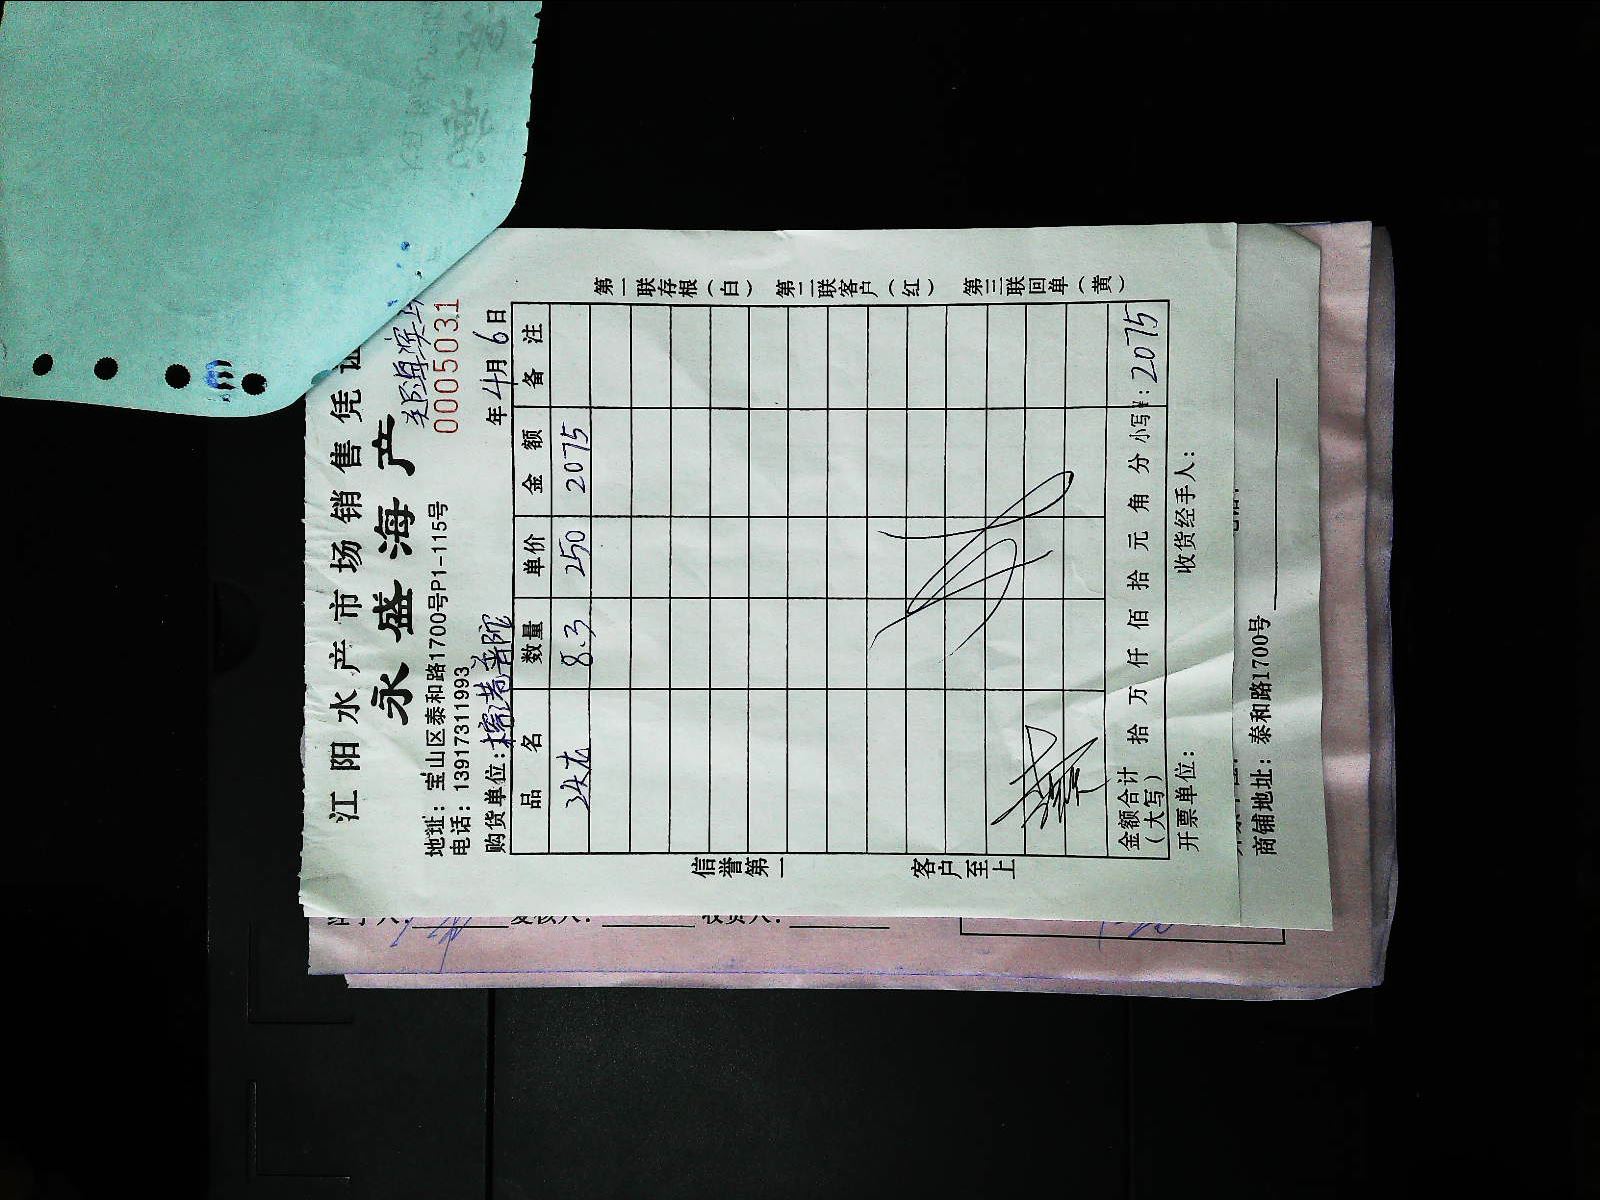 江阳水产市场销售凭证
永盛海产
地址：宝山区泰和路1700号P1-115号
电话：13917311993
0005031
购货单位：
年4月6日
品名 数量 单价 金额 备注
8.3 250 2075
金额合计（大写） 拾 万 仟 佰 拾 元 角 分 小写¥：2075
开票单位： 收货经手人：
信誉第一 客户至上
第一联存根（白） 第二联客户（红） 第三联回单（黄）
商铺地址：泰和路1700号